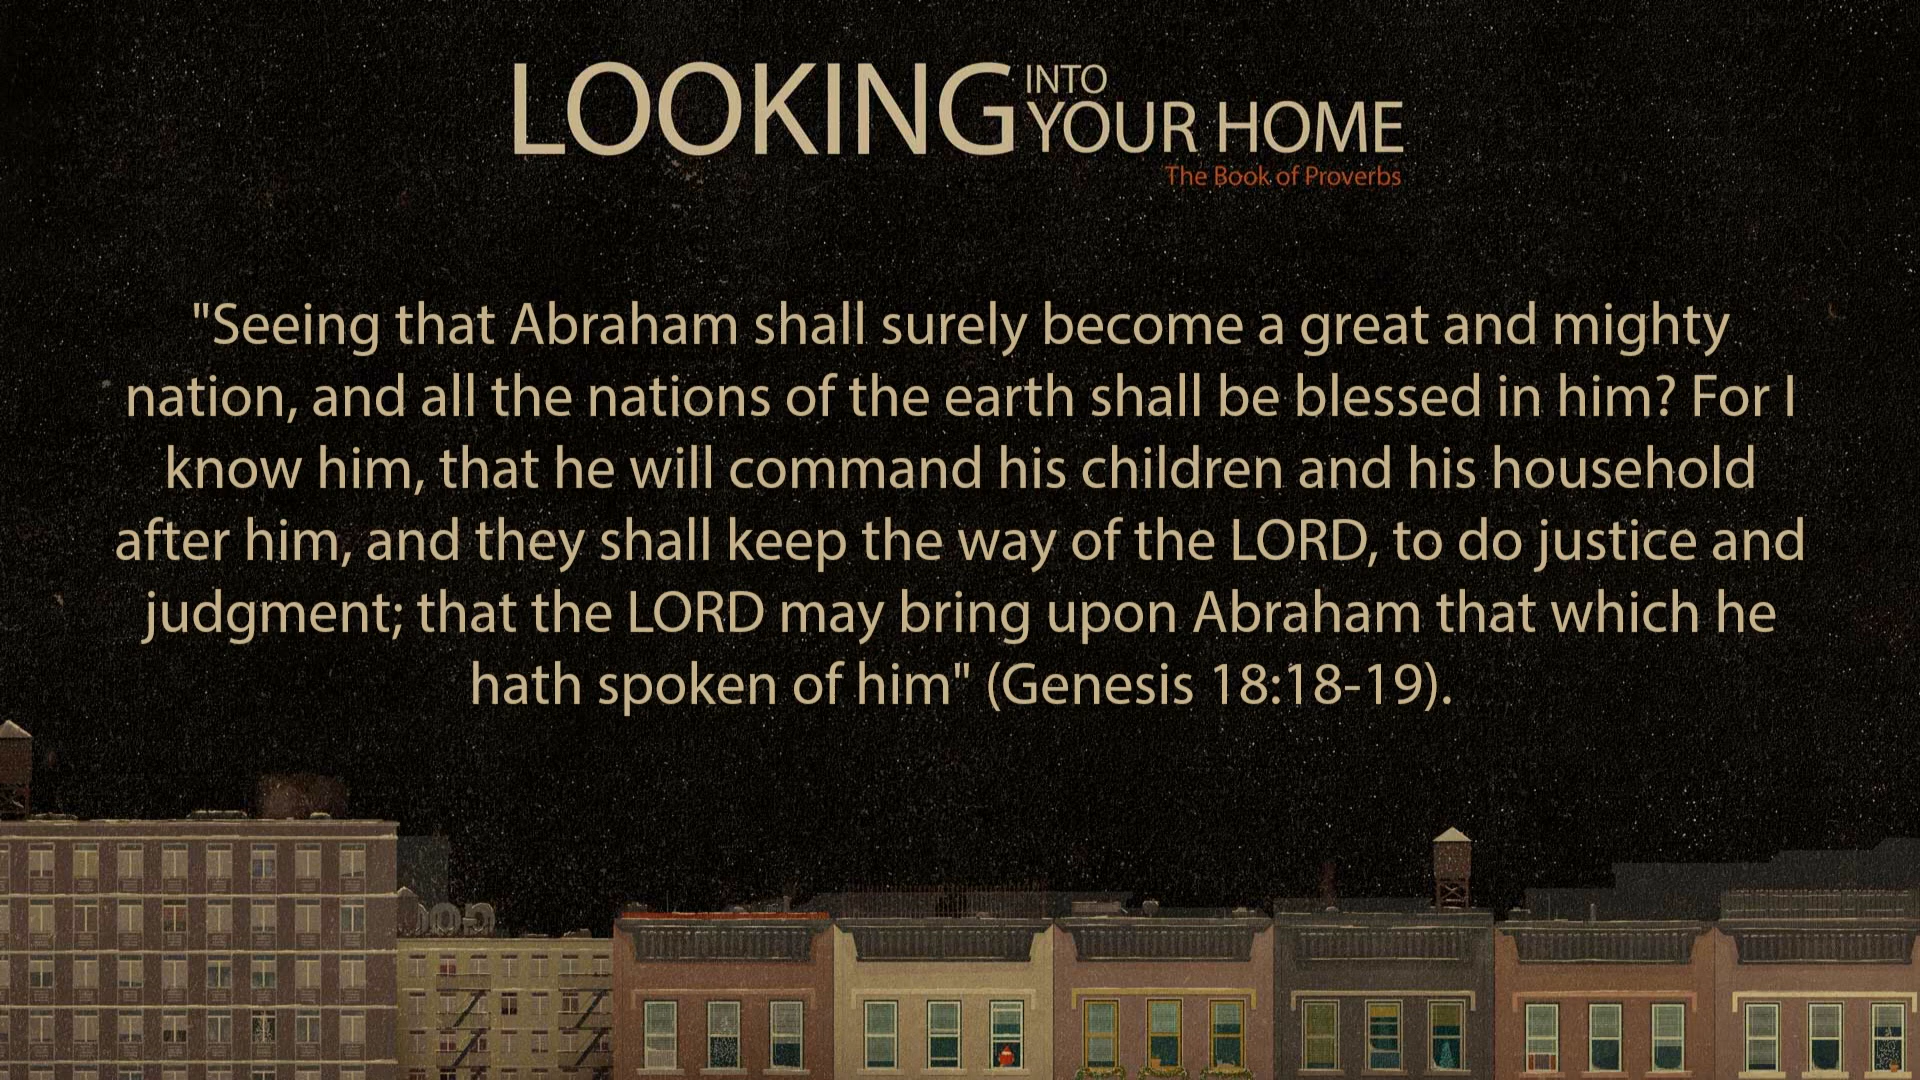 LOOKING INTO
YOUR HOME
The Book of Proverbs
"Seeing that Abraham shall surely become a great and mighty
nation, and all the nations of the earth shall be blessed in him? For I
know him, that he will command his children and his household
after him, and they shall keep the way of the LORD, to do justice and
judgment; that the LORD may bring upon Abraham that which he
hath spoken of him" (Genesis 18:18-19).